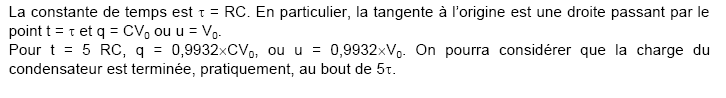 La constante de temps est τ = RC. En particulier, la tangente à l'origine est une droite passant par le
point t = τ et q = CV₀ ou u = V₀.
Pour t = 5 RC, q = 0,9932×CV₀, ou u = 0,9932×V₀. On pourra considérer que la charge du
condensateur est terminée, pratiquement, au bout de 5τ.